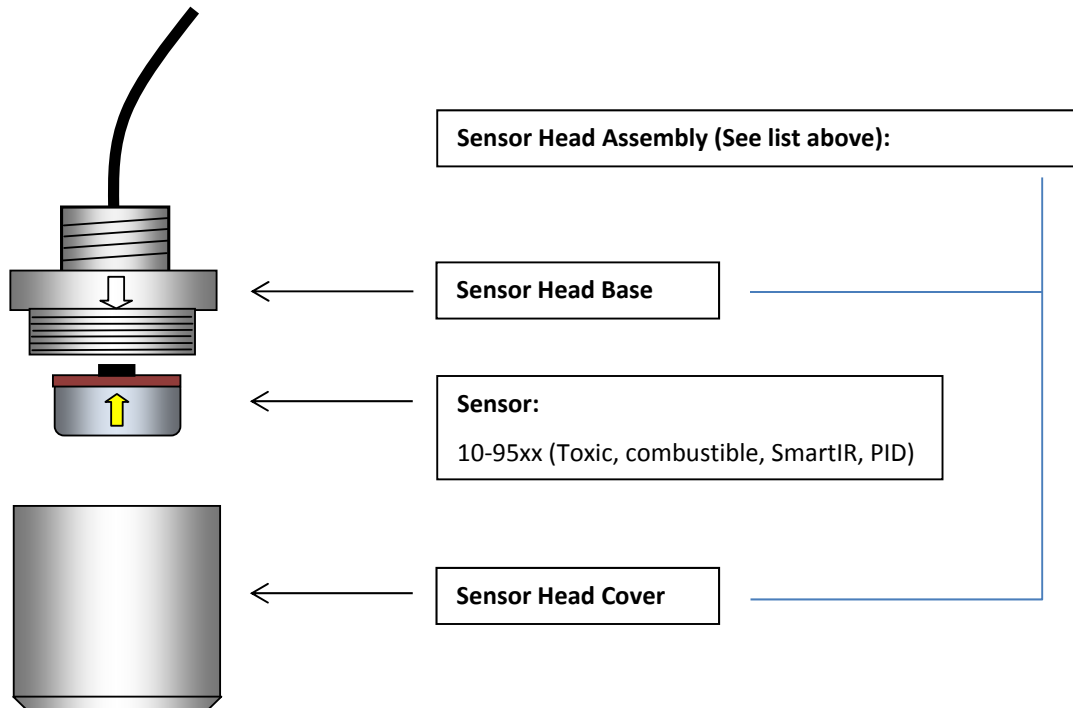 Sensor Head Assembly (See list above):
Sensor Head Base
Sensor:
10-95xx (Toxic, combustible, SmartIR, PID)
Sensor Head Cover